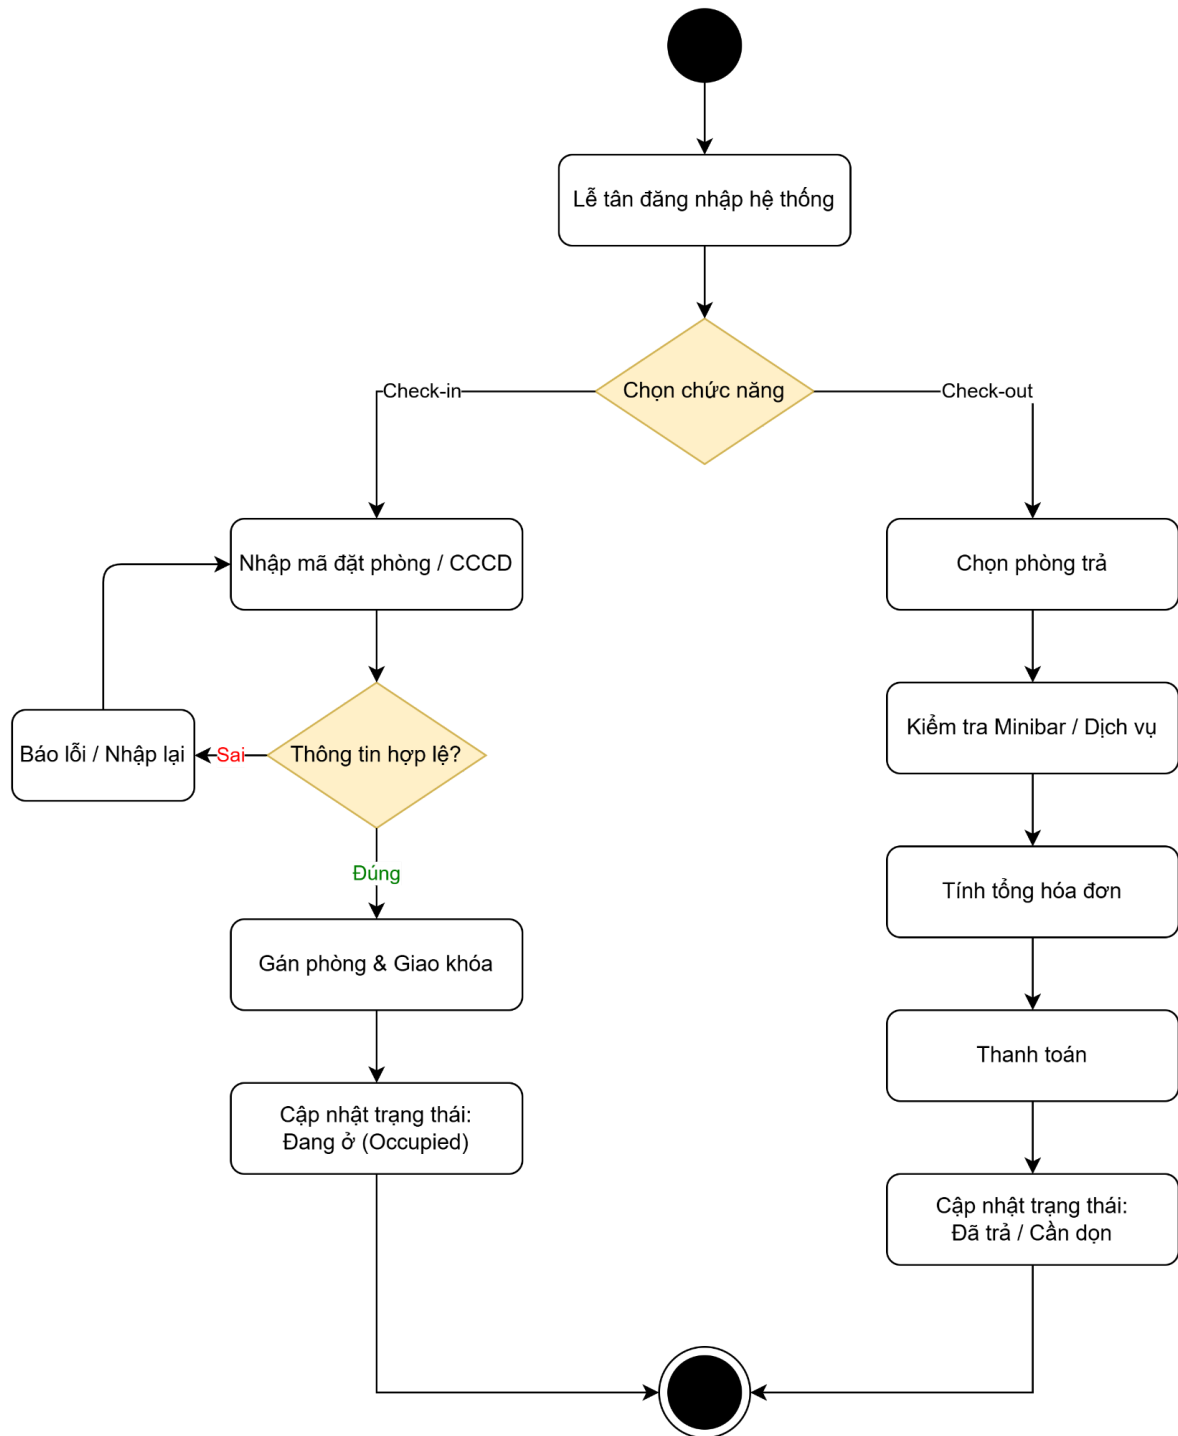 Lễ tân đăng nhập hệ thống
Chọn chức năng
Check-in
Check-out
Nhập mã đặt phòng / CCCD
Thông tin hợp lệ?
Sai
Báo lỗi / Nhập lại
Đúng
Gán phòng & Giao khóa
Cập nhật trạng thái:
Đang ở (Occupied)
Chọn phòng trả
Kiểm tra Minibar / Dịch vụ
Tính tổng hóa đơn
Thanh toán
Cập nhật trạng thái:
Đã trả / Cần dọn